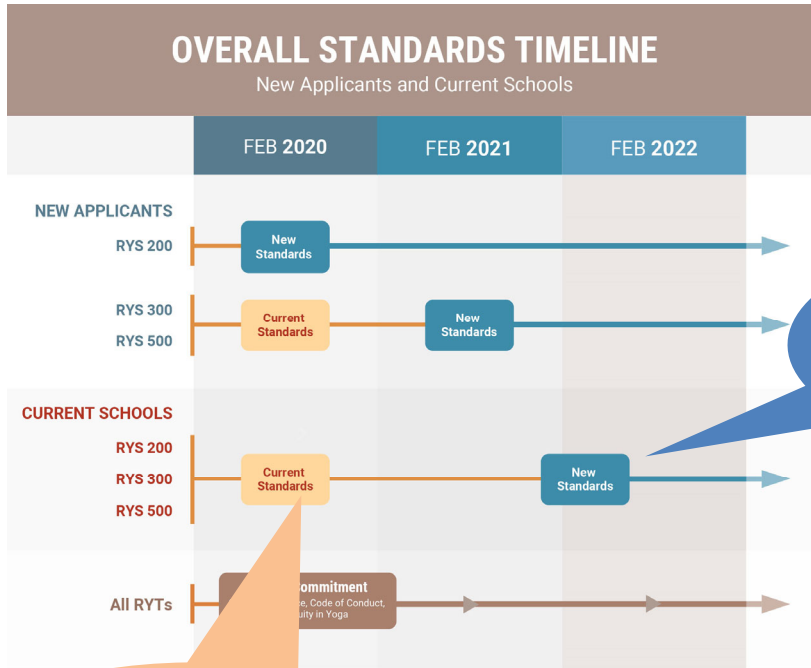 OVERALL STANDARDS TIMELINE
New Applicants and Current Schools
FEB 2020
FEB 2021
FEB 2022
NEW APPLICANTS
RYS 200
New
Standards
RYS 300
RYS 500
Current
Standards
New
Standards
CURRENT SCHOOLS
RYS 200
RYS 300
RYS 500
Current
Standards
New
Standards
All RYTs
Commitment
Code of Conduct,
in Yoga